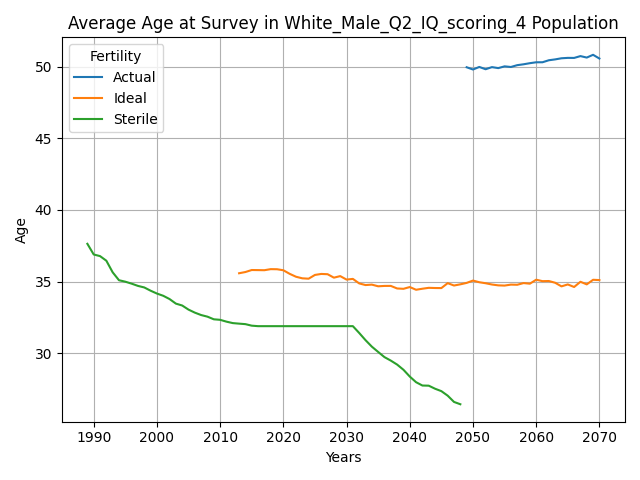 Average Age at Survey in White_Male_Q2_IQ_scoring_4 Population
Fertility
Actual
Ideal
Sterile
50
45
40
35
30
Age
1990 2000 2010 2020 2030 2040 2050 2060 2070
Years